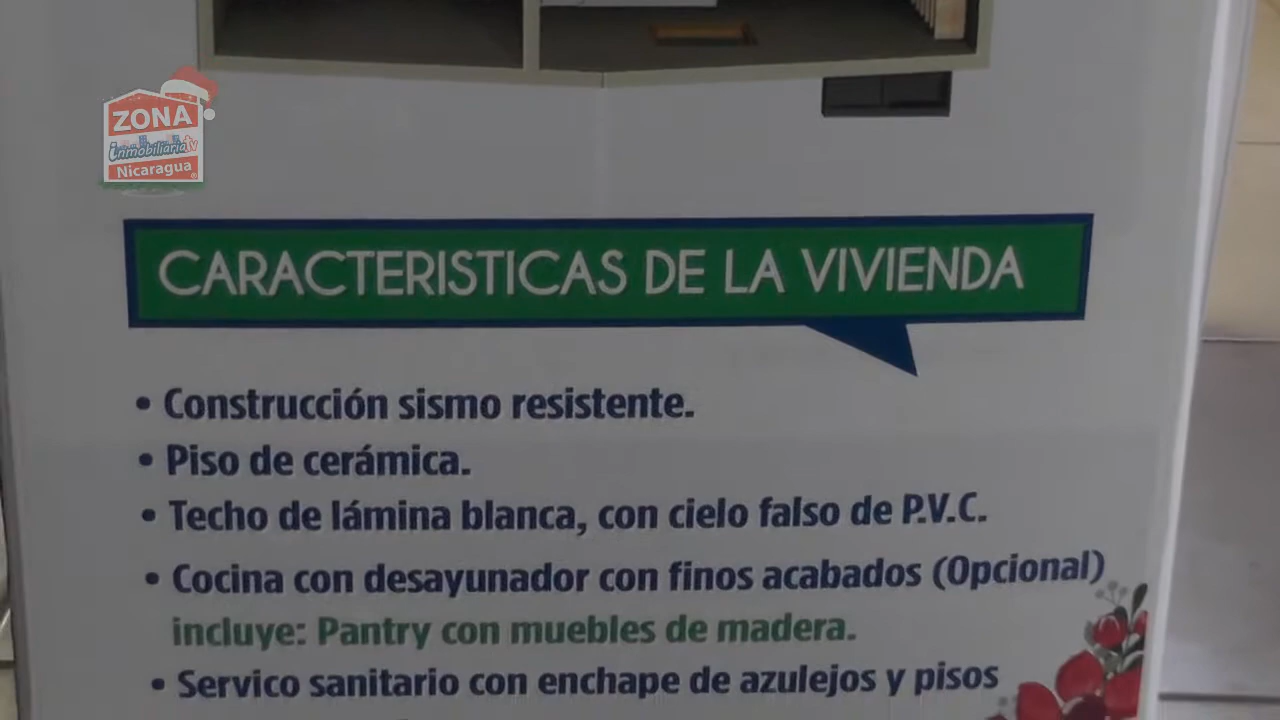 ZONA
inmobiliaria tv
Nicaragua
CARACTERISTICAS DE LA VIVIENDA
• Construcción sismo resistente.
• Piso de cerámica.
• Techo de lámina blanca, con cielo falso de P.V.C.
• Cocina con desayunador con finos acabados (Opcional)
incluye: Pantry con muebles de madera.
• Servico sanitario con enchape de azulejos y pisos